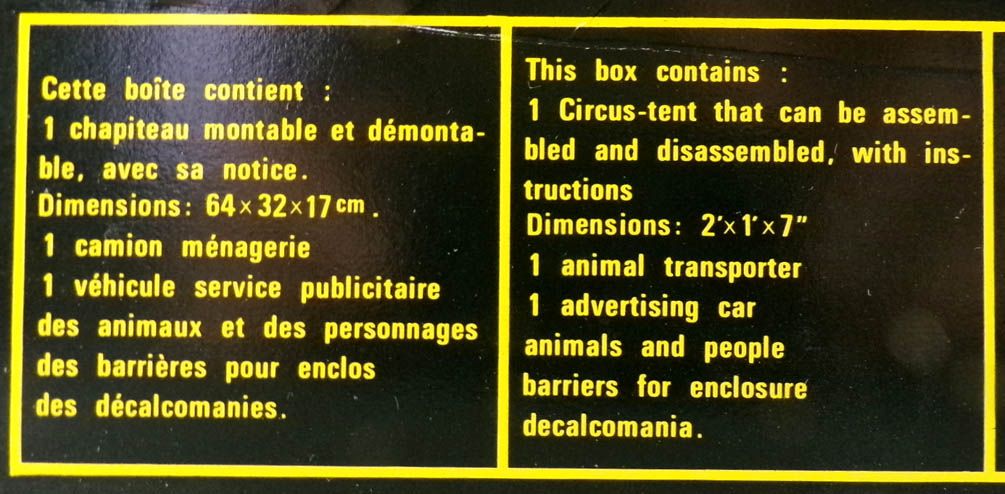 Cette boîte contient :
1 chapiteau montable et démonta-
ble, avec sa notice.
Dimensions: 64×32×17 cm.
1 camion ménagerie
1 véhicule service publicitaire
des animaux et des personnages
des barrières pour enclos
des décalcomanies.
This box contains :
1 Circus-tent that can be assem-
bled and disassembled, with ins-
tructions
Dimensions: 2'×1'×7"
1 animal transporter
1 advertising car
animals and people
barriers for enclosure
decalcomania.